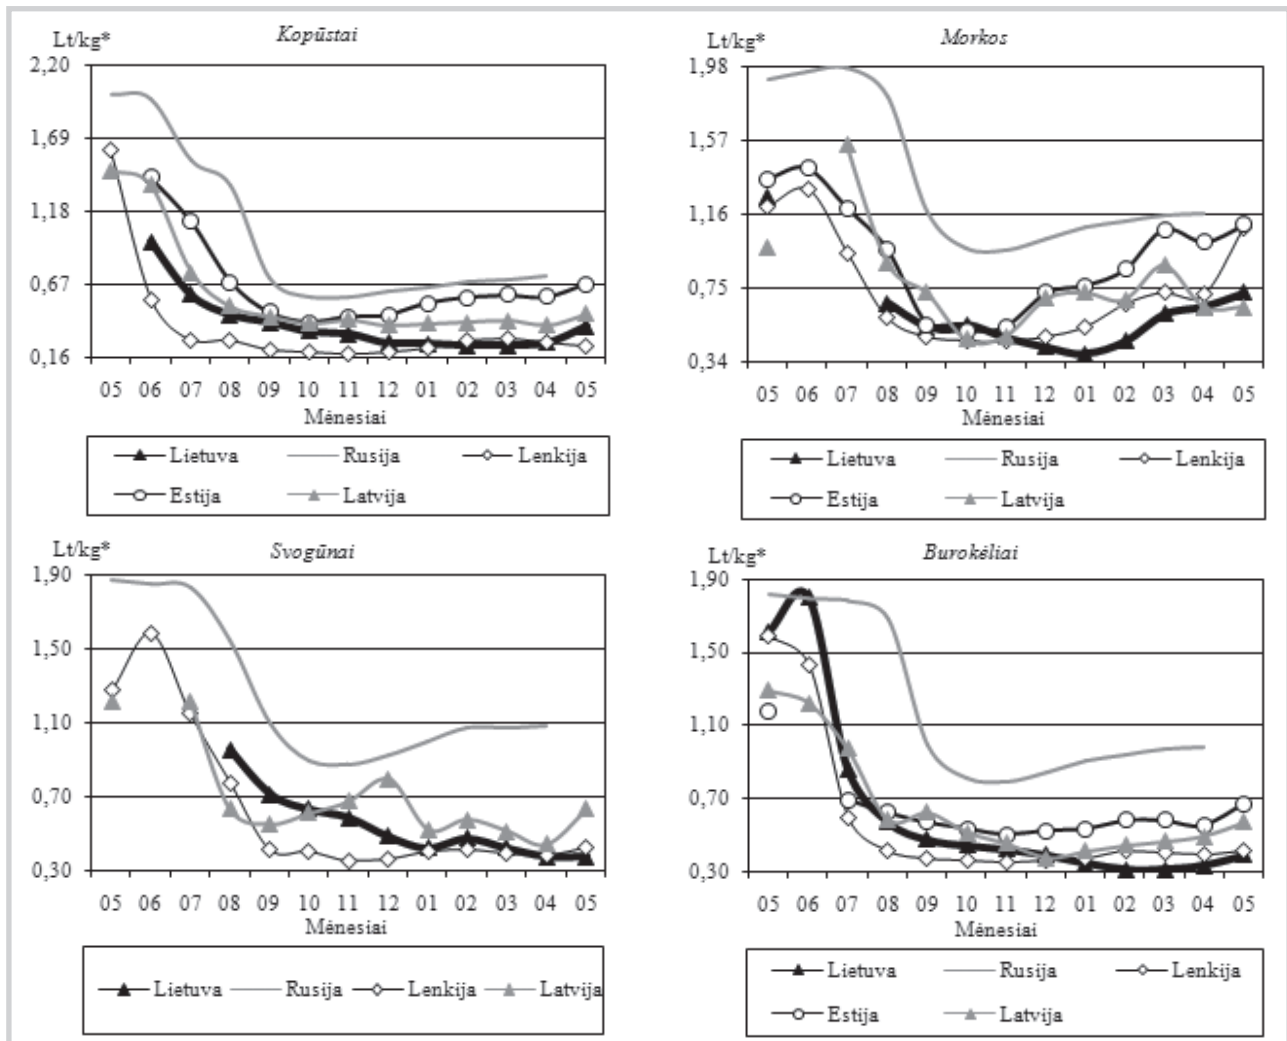 Lt/kg* Kopūstai
2,20
1,69
1,18
0,67
0,16
05 06 07 08 09 10 11 12 01 02 03 04 05
Mėnesiai
Lietuva Rusija Lenkija
Estija Latvija
Lt/kg* Morkos
1,98
1,57
1,16
0,75
0,34
05 06 07 08 09 10 11 12 01 02 03 04 05
Mėnesiai
Lietuva Rusija Lenkija
Estija Latvija
Lt/kg* Svogūnai
1,90
1,50
1,10
0,70
0,30
05 06 07 08 09 10 11 12 01 02 03 04 05
Mėnesiai
Lietuva Rusija Lenkija Latvija
Lt/kg* Burokėliai
1,90
1,50
1,10
0,70
0,30
05 06 07 08 09 10 11 12 01 02 03 04 05
Mėnesiai
Lietuva Rusija Lenkija
Estija Latvija